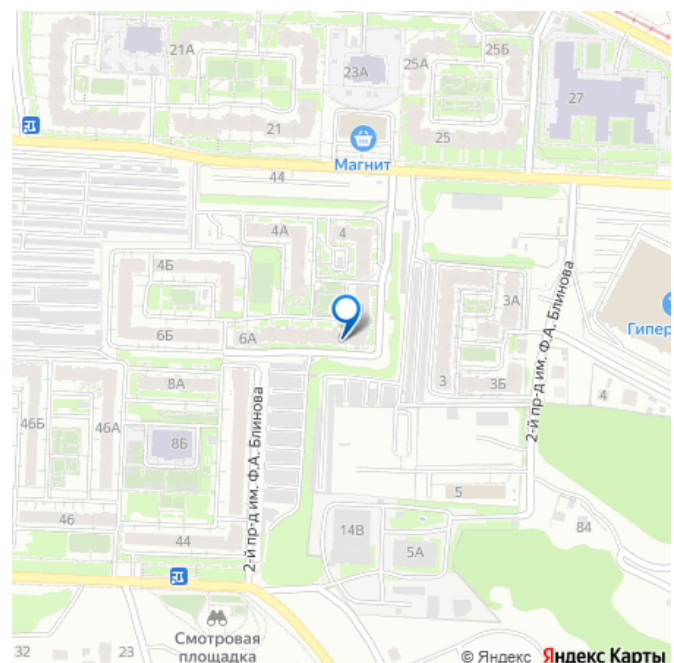 21А
23А
25А
25Б
27
21
25
Магнит
44
4А
4
4Б
3А
6Б
6А
Гипер
3
3Б
4
2-й пр-д им. Ф.А. Блинова
2-й пр-д им. Ф.А. Блинова
8А
46Б
46А
8Б
5
46
44
14В
5А
84
Смотровая
площадка
32
23
© Яндекс Яндекс Карты